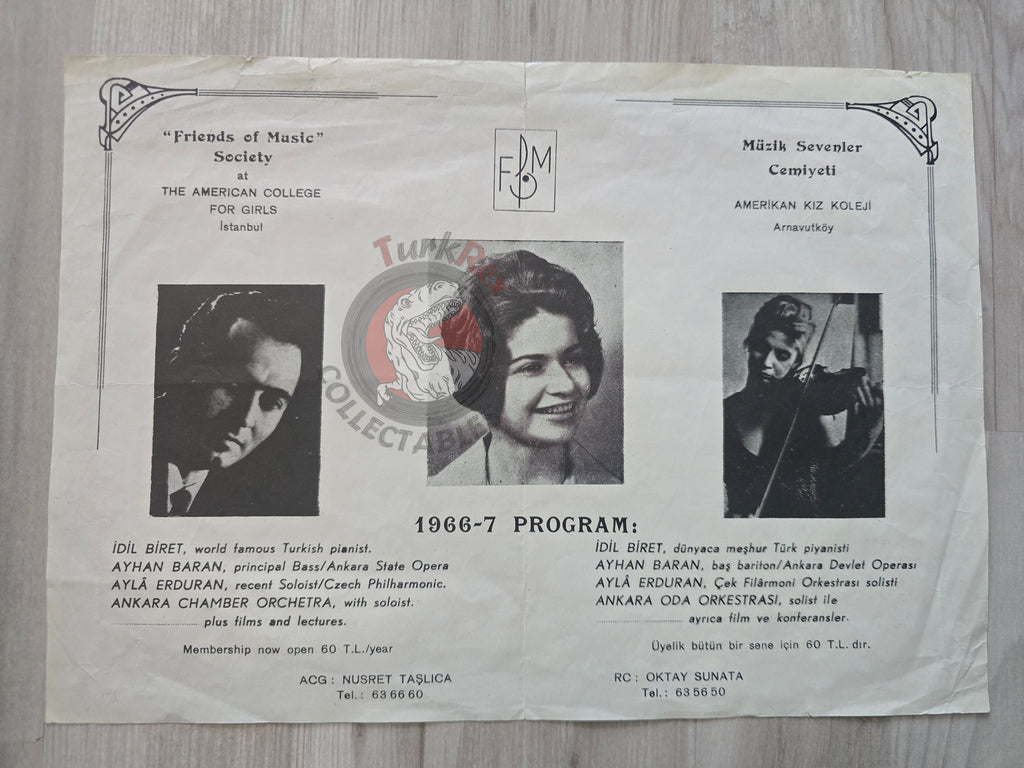 "Friends of Music"
Society
at
THE AMERICAN COLLEGE
FOR GIRLS
İstanbul
F M
Müzik Sevenler
Cemiyeti
AMERİKAN KIZ KOLEJİ
Arnavutköy
TurkRo
COLLECTABLE
1966-7 PROGRAM:
İDİL BİRET, world famous Turkish pianist.
AYHAN BARAN, principal Bass/Ankara State Opera
AYLÂ ERDURAN, recent Soloist/Czech Philharmonic.
ANKARA CHAMBER ORCHETRA, with soloist.
.................... plus films and lectures.
Membership now open 60 T.L./year
ACG : NUSRET TAŞLICA
Tel. : 63 66 60
İDİL BİRET, dünyaca meşhur Türk piyanisti
AYHAN BARAN, baş bariton/Ankara Devlet Operası
AYLÂ ERDURAN, Çek Filârmoni Orkestrası solisti
ANKARA ODA ORKESTRASI, solist ile
.................... ayrıca film ve konferansler.
Üyelik bütün bir sene için 60 T.L. dır.
RC : OKTAY SUNATA
Tel. : 63 56 50